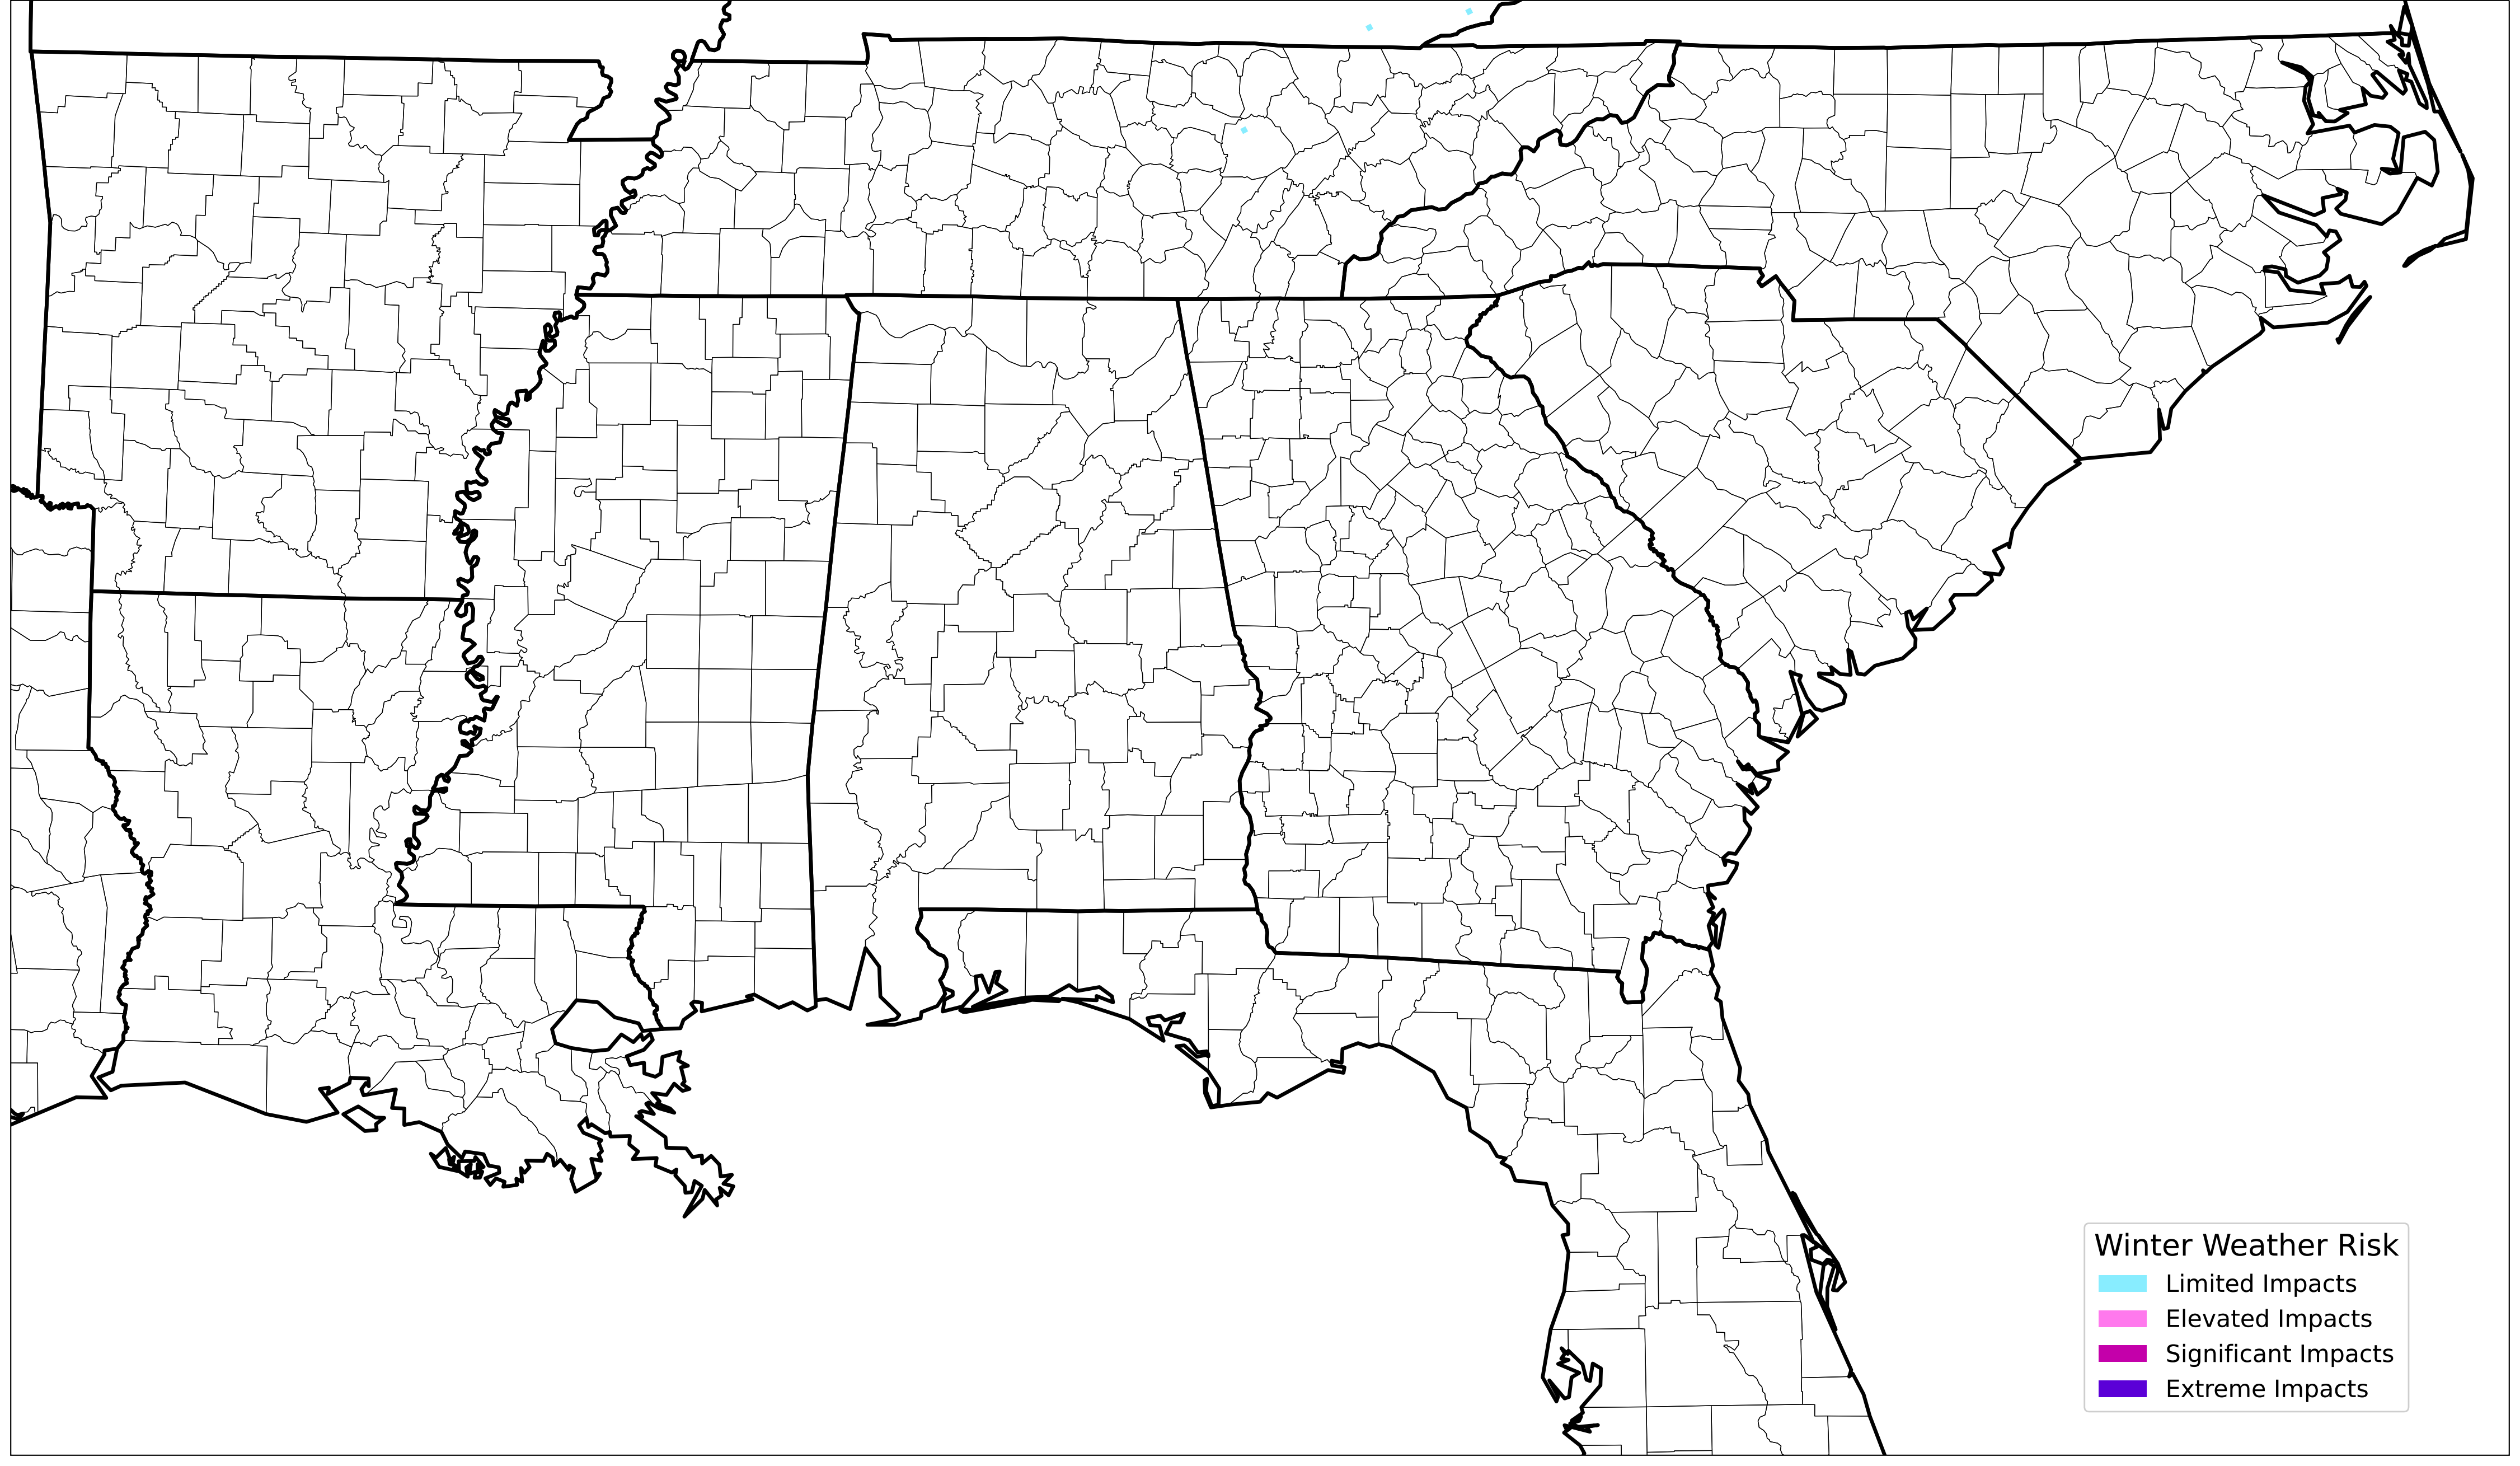 Winter Weather Risk
Limited Impacts
Elevated Impacts
Significant Impacts
Extreme Impacts